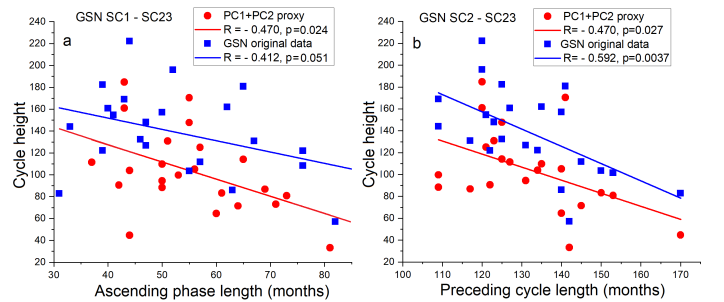 GSN SC1 - SC23
PC1+PC2 proxy
R = - 0.470, p=0.024
GSN original data
R = - 0.412, p=0.051
a
Cycle height
240
220
200
180
160
140
120
100
80
60
40
20
30 40 50 60 70 80
Ascending phase length (months)
GSN SC2 - SC23
PC1+PC2 proxy
R = - 0.470, p=0.027
GSN original data
R= - 0.592, p=0.0037
b
Cycle height
240
220
200
180
160
140
120
100
80
60
40
20
100 110 120 130 140 150 160 170
Preceding cycle length (months)